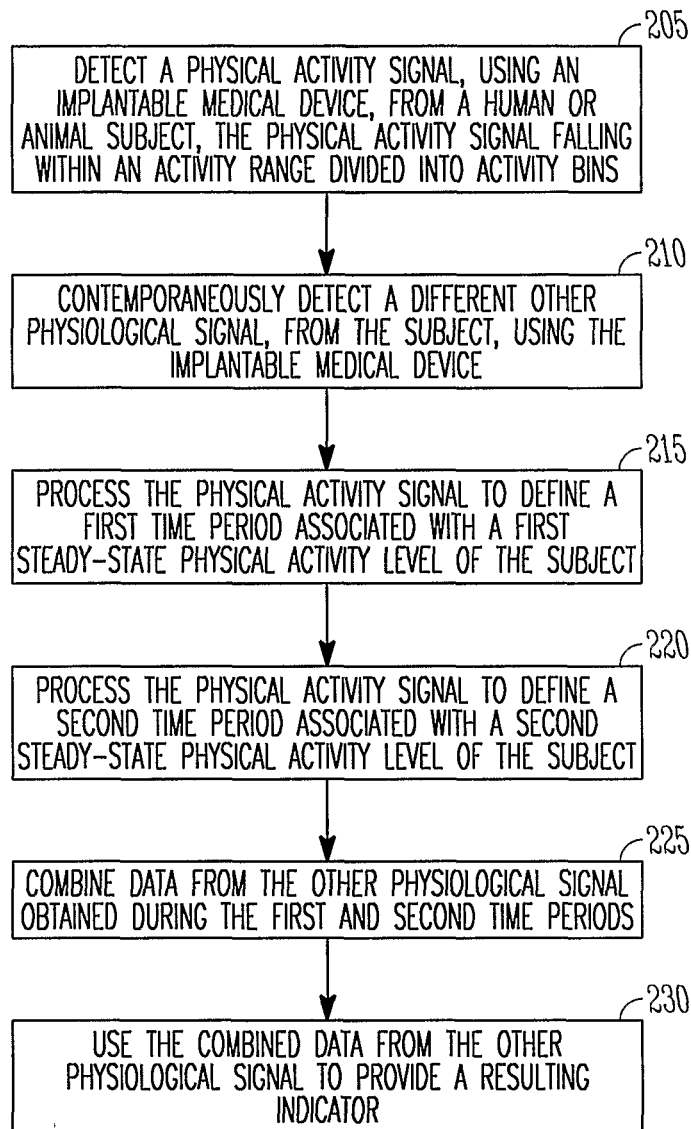 205
DETECT A PHYSICAL ACTIVITY SIGNAL, USING AN
IMPLANTABLE MEDICAL DEVICE, FROM A HUMAN OR
ANIMAL SUBJECT, THE PHYSICAL ACTIVITY SIGNAL FALLING
WITHIN AN ACTIVITY RANGE DIVIDED INTO ACTIVITY BINS
210
CONTEMPORANEOUSLY DETECT A DIFFERENT OTHER
PHYSIOLOGICAL SIGNAL, FROM THE SUBJECT, USING THE
IMPLANTABLE MEDICAL DEVICE
215
PROCESS THE PHYSICAL ACTIVITY SIGNAL TO DEFINE A
FIRST TIME PERIOD ASSOCIATED WITH A FIRST
STEADY-STATE PHYSICAL ACTIVITY LEVEL OF THE SUBJECT
220
PROCESS THE PHYSICAL ACTIVITY SIGNAL TO DEFINE A
SECOND TIME PERIOD ASSOCIATED WITH A SECOND
STEADY-STATE PHYSICAL ACTIVITY LEVEL OF THE SUBJECT
225
COMBINE DATA FROM THE OTHER PHYSIOLOGICAL SIGNAL
OBTAINED DURING THE FIRST AND SECOND TIME PERIODS
230
USE THE COMBINED DATA FROM THE OTHER
PHYSIOLOGICAL SIGNAL TO PROVIDE A RESULTING
INDICATOR